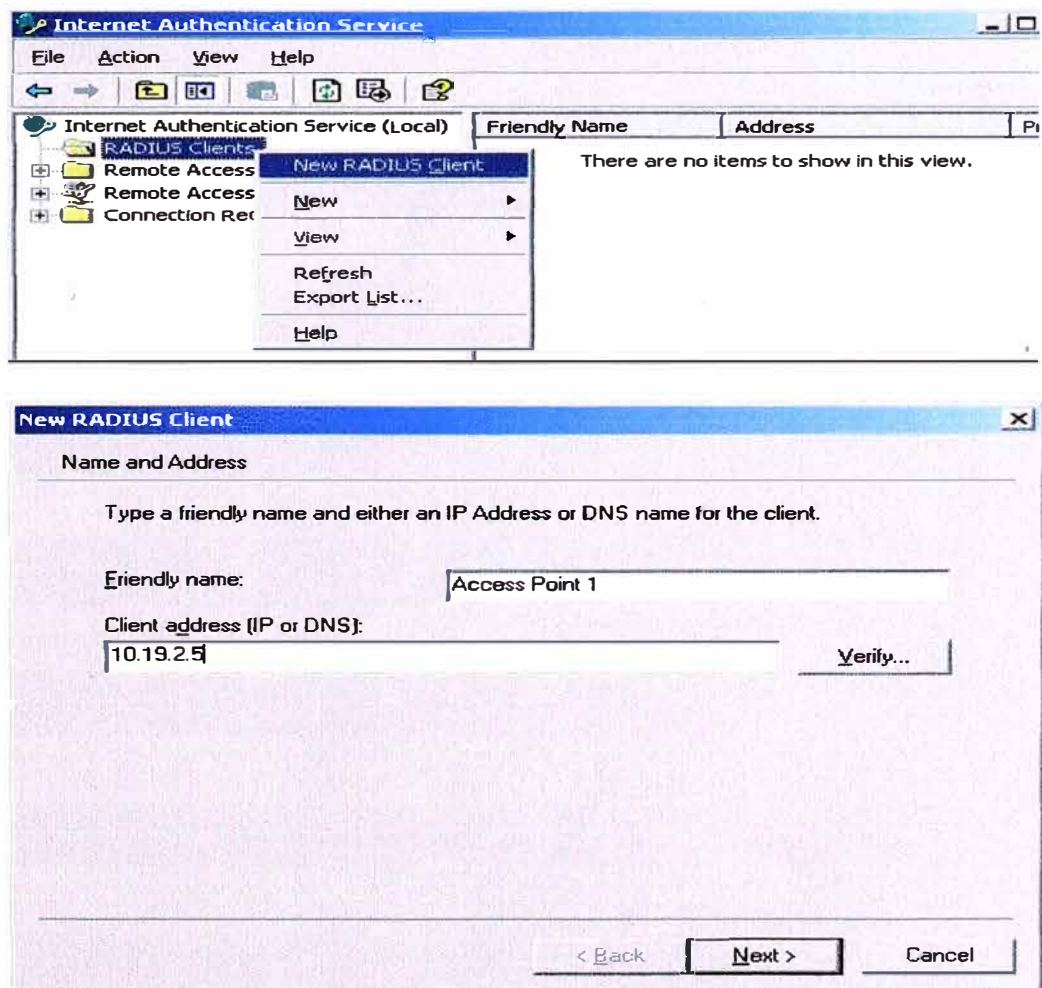 Internet Authentication Service
File Action View Help
Internet Authentication Service (Local)
RADIUS Clients
Remote Access
Remote Access
Connection Rec
New RADIUS Client
New
View
Refresh
Export List...
Help
Friendly Name Address
There are no items to show in this view.
New RADIUS Client
Name and Address
Type a friendly name and either an IP Address or DNS name for the client.
Friendly name:
Access Point 1
Client address (IP or DNS):
10.19.2.5
Verify...
< Back Next > Cancel